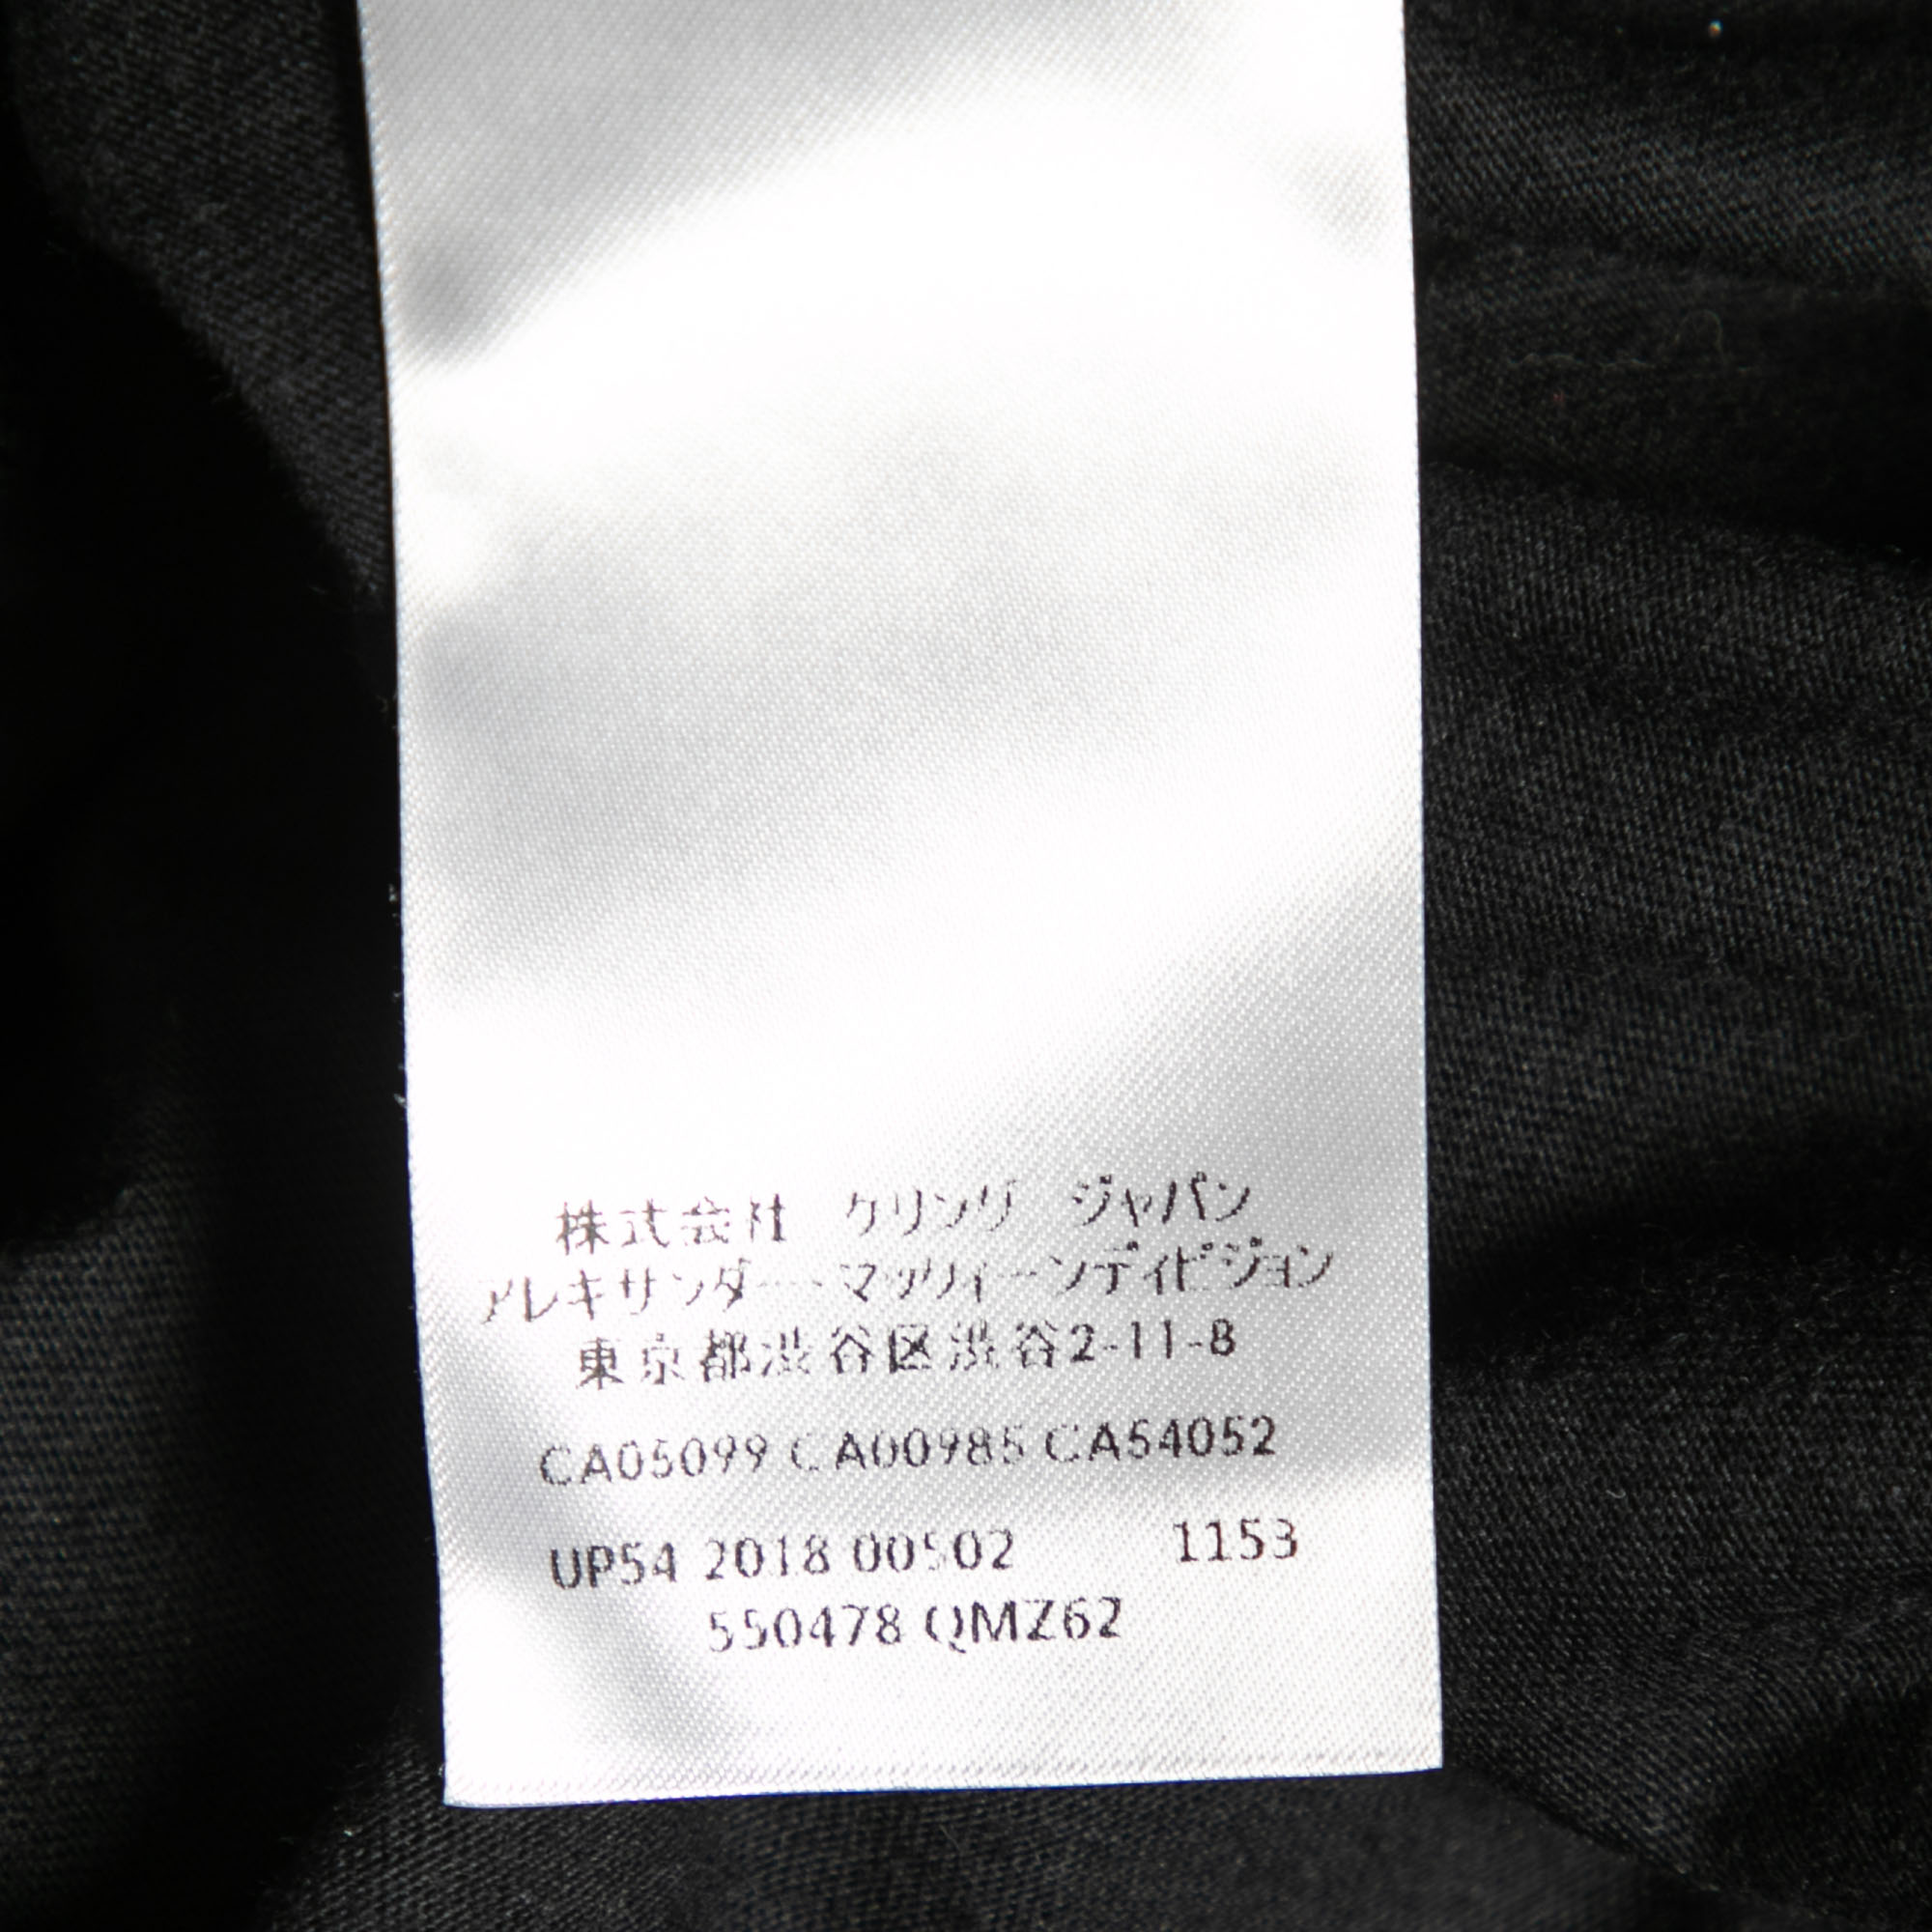 株式会社 ケリング ジャパン
アレキサンダー・マックィーンディビジョン
東京都渋谷区渋谷2-11-8
CA05099 CA00985 CA54052
UP54 2018 00502 1153
550478 QMZ62